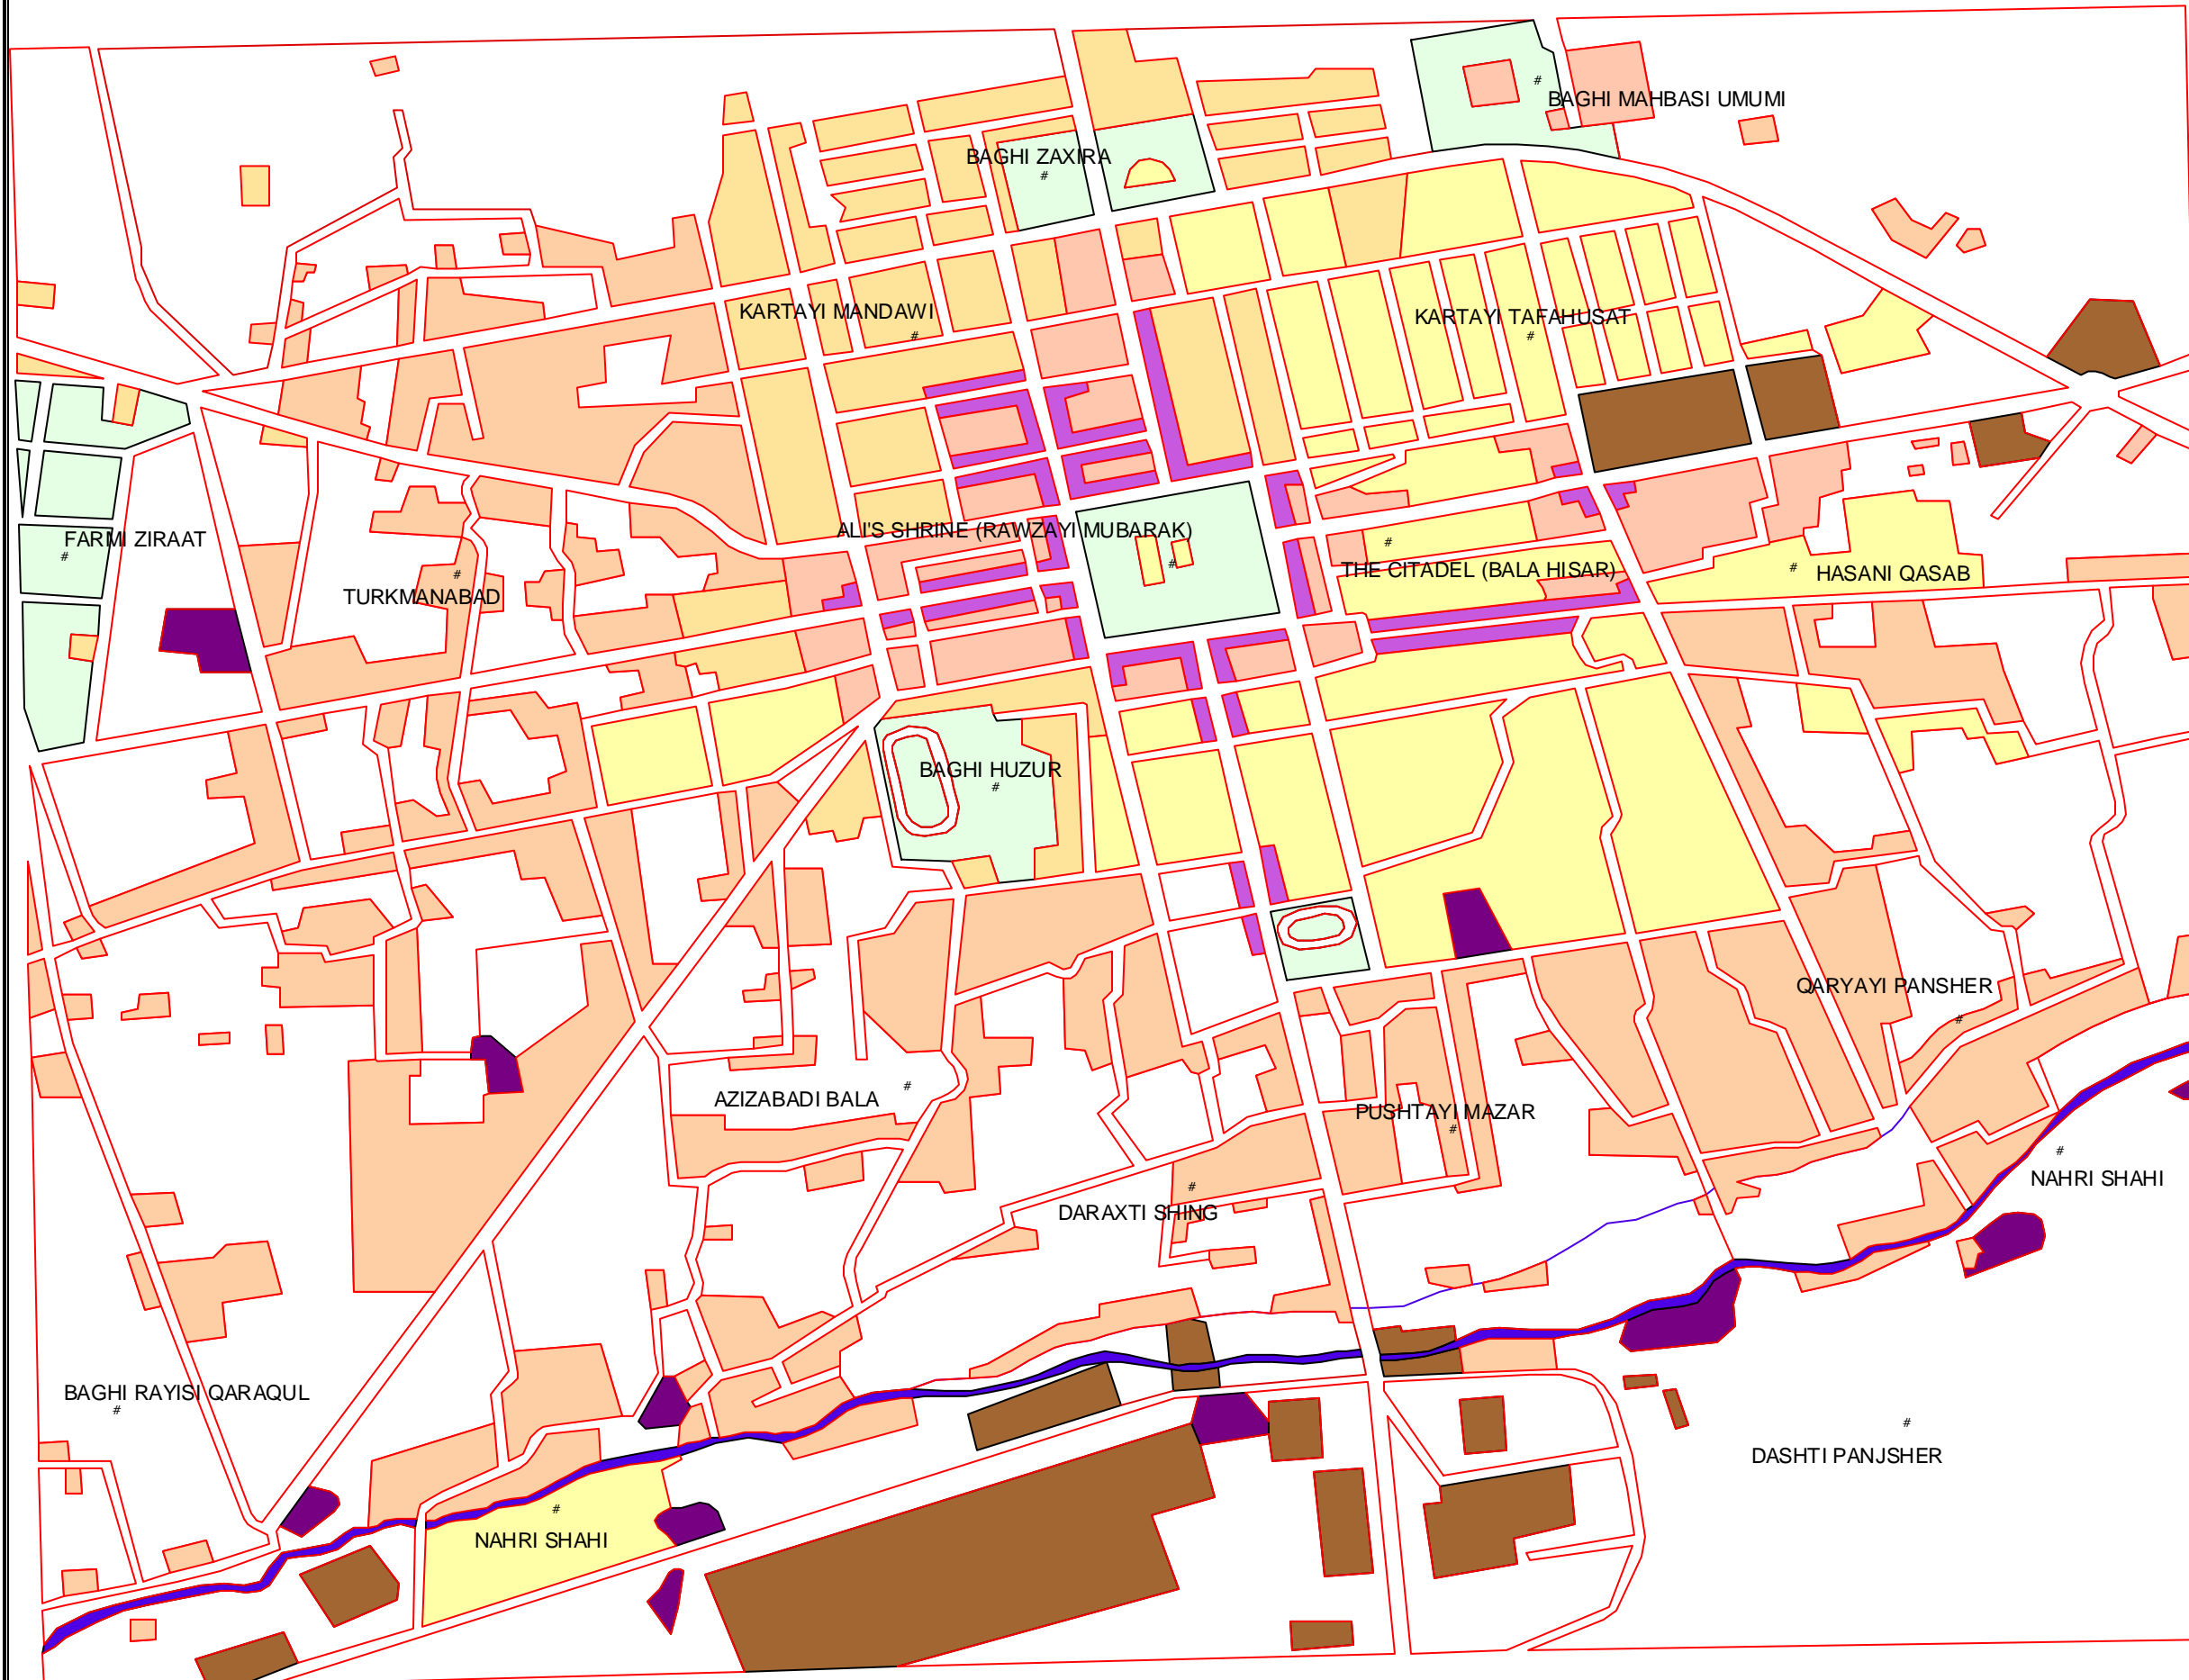 BAGHI MAHBASI UMUMI
BAGHI ZAXIRA
KARTAYI MANDAWI
KARTAYI TAFAHUSAT
ALI'S SHRINE (RAWZAYI MUBARAK)
FARMI ZIRAAT
THE CITADEL (BALA HISAR)
HASANI QASAB
TURKMANABAD
BAGHI HUZUR
QARYAYI PANSHER
AZIZABADI BALA
PUSHTAYI MAZAR
NAHRI SHAHI
DARAXTI SHING
BAGHI RAYISI QARAQUL
DASHTI PANJSHER
NAHRI SHAHI